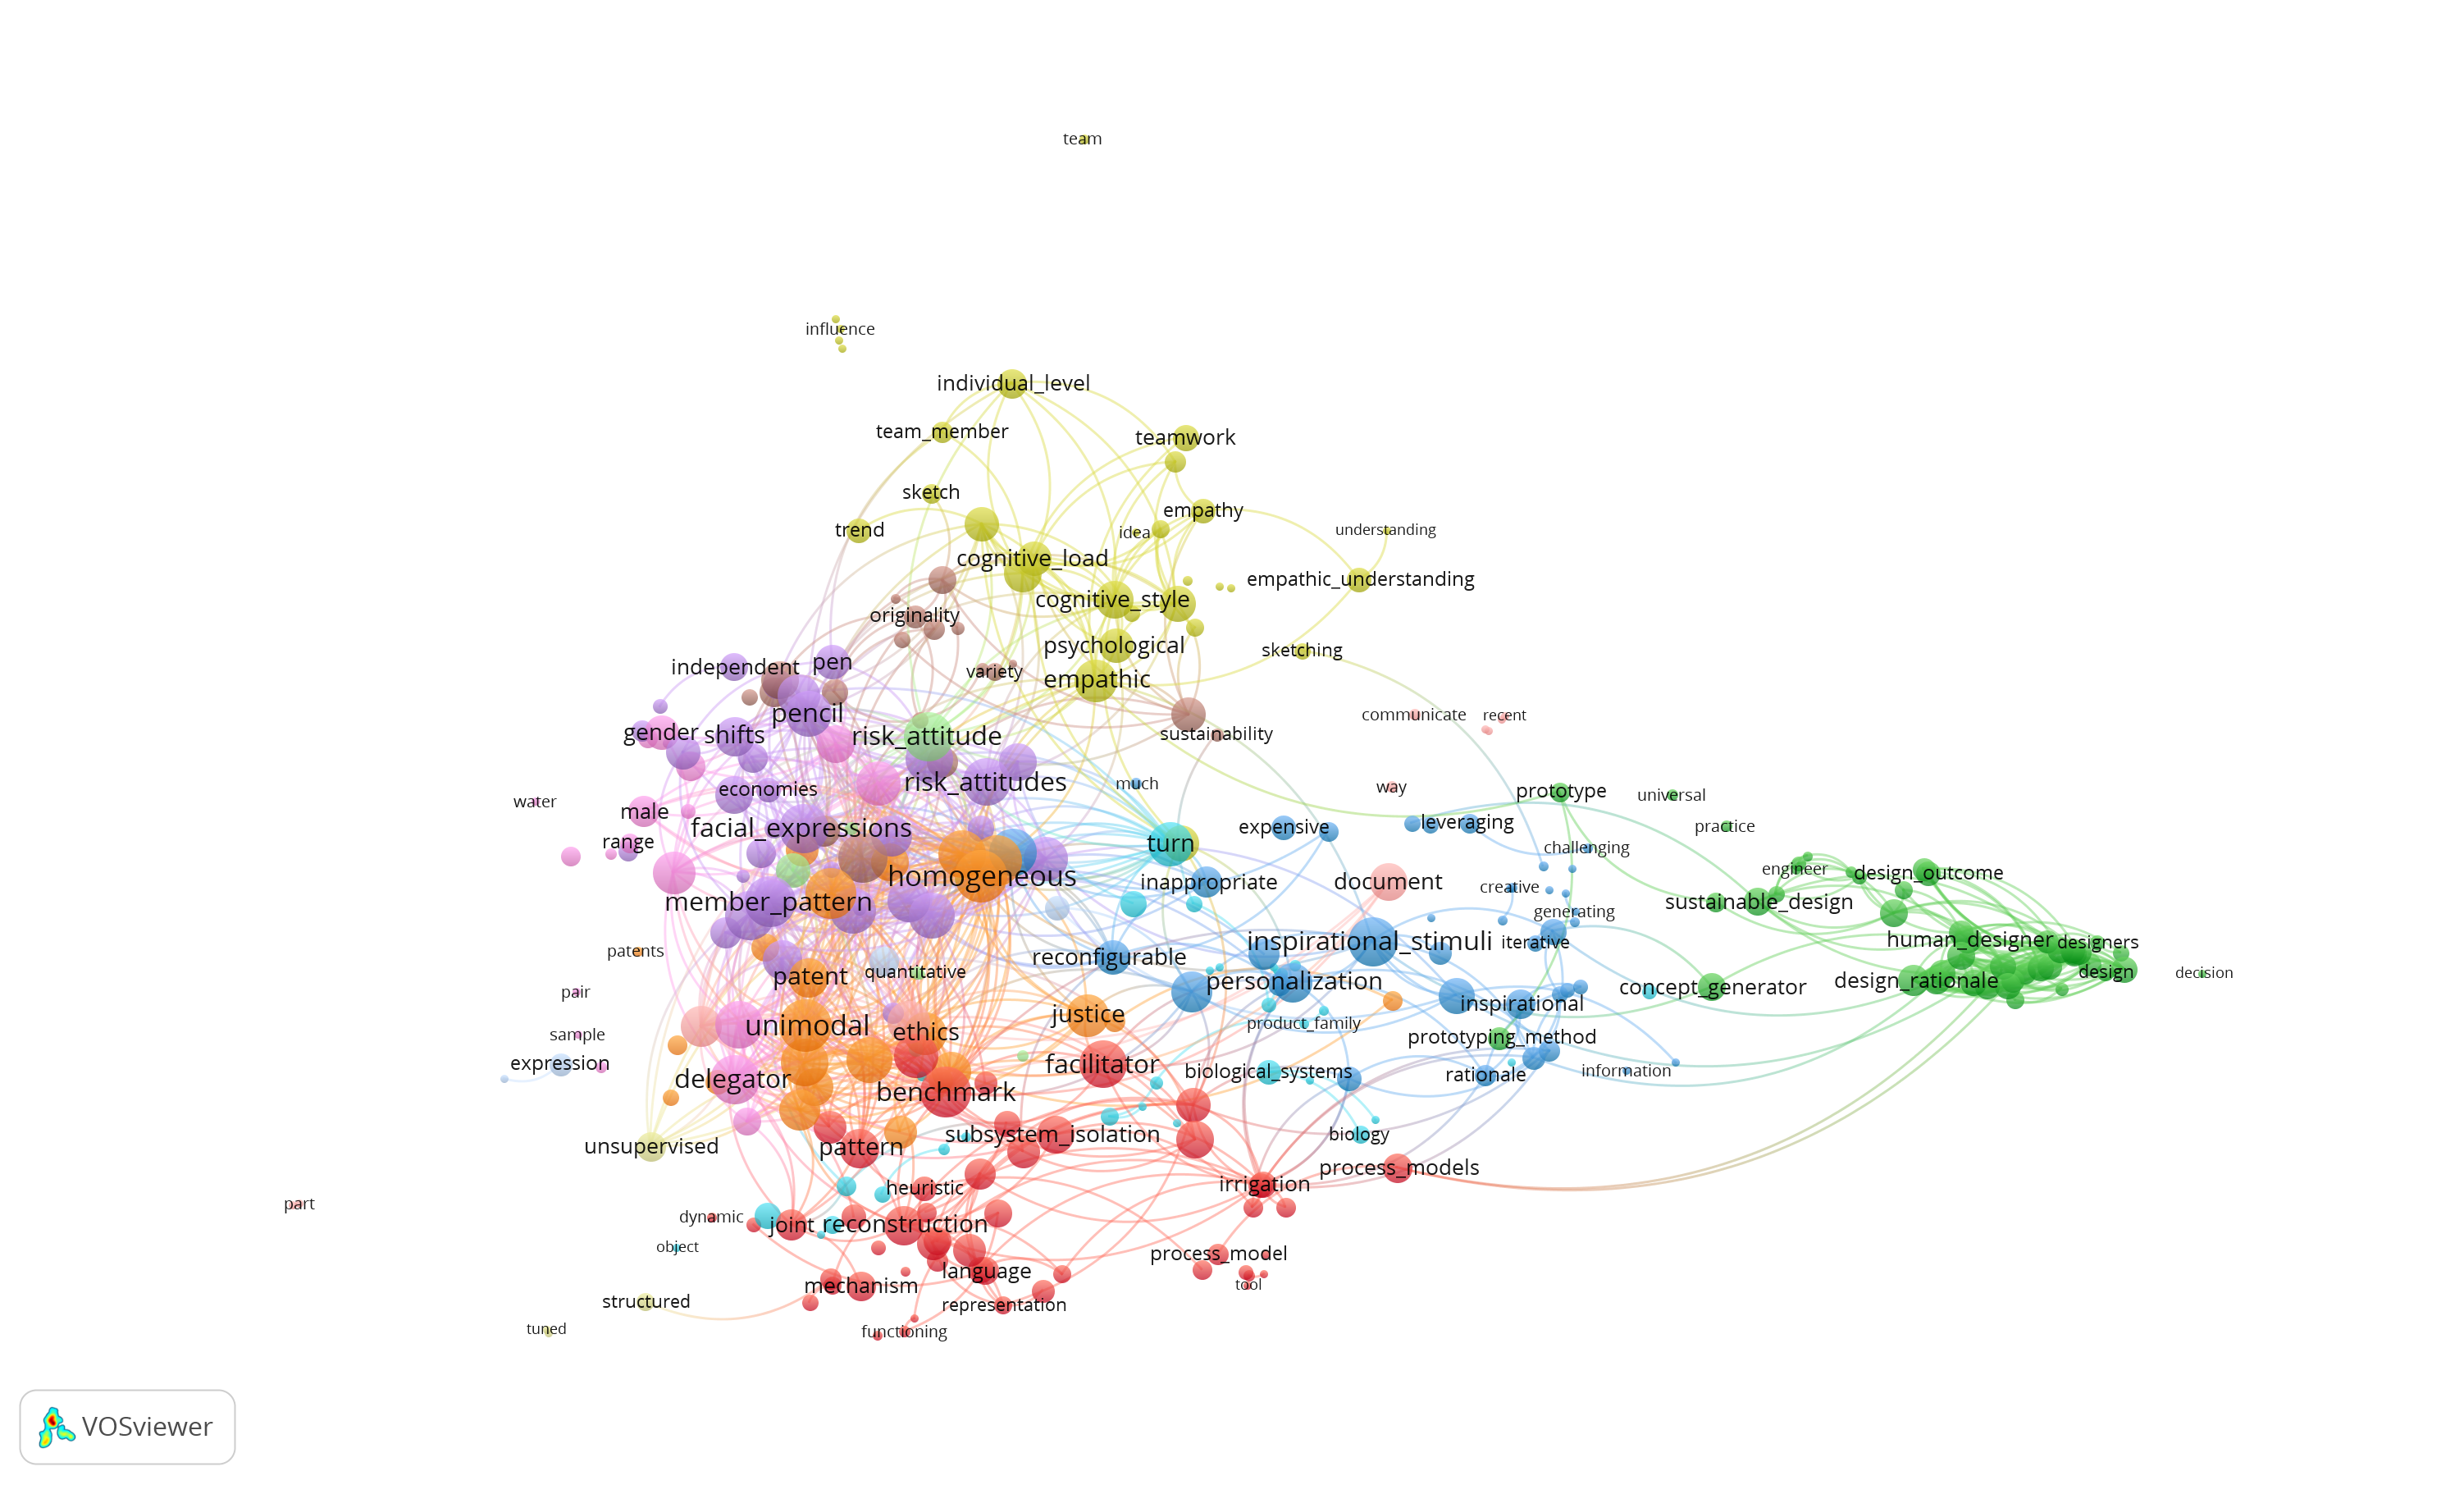 team
influence
individual_level
team_member
teamwork
sketch
empathy
trend
idea
understanding
cognitive_load
empathic_understanding
cognitive_style
originality
psychological
sketching
independent
pen
variety
empathic
pencil
communicate
recent
gender
shifts
risk_attitude
sustainability
risk_attitudes
much
way
economies
prototype
universal
water
male
facial_expressions
expensive
leveraging
practice
range
turn
challenging
homogeneous
inappropriate
document
creative
engineer
design_outcome
member_pattern
sustainable_design
generating
patents
inspirational_stimuli
iterative
human_designer
designers
reconfigurable
patent
quantitative
personalization
design_rationale
design
decision
pair
concept_generator
inspirational
unimodal
ethics
justice
product_family
sample
prototyping_method
expression
delegator
facilitator
biological_systems
rationale
information
benchmark
unsupervised
pattern
subsystem_isolation
biology
process_models
heuristic
irrigation
part
dynamic
joint_reconstruction
object
process_model
mechanism
language
tool
structured
representation
tuned
functioning
VOSviewer